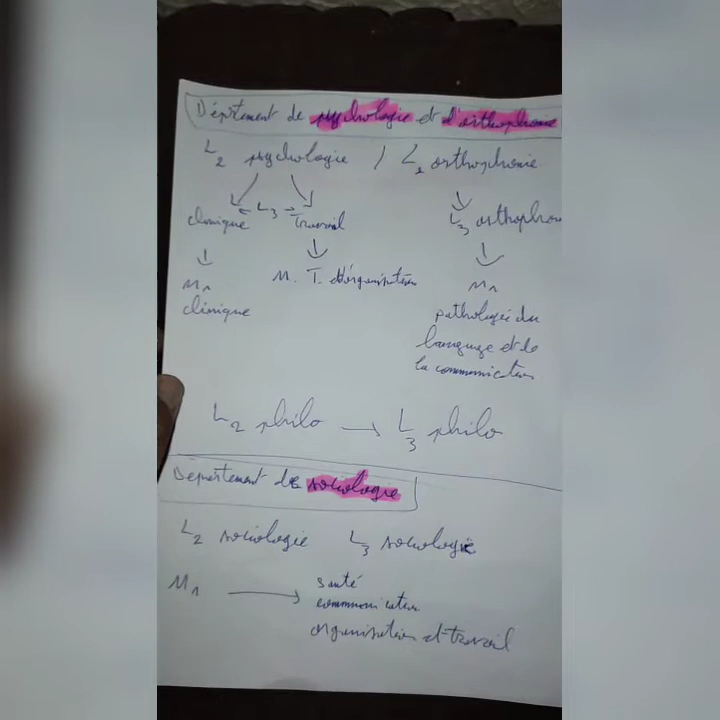 Département de psychologie et d'orthophonie
L2 psychologie / L2 orthophonie
clinique ← L3 → Travail
L3 orthophon
M1
clinique
M. T. d'organisation
M1
pathologie du
language et de
la communication
L2 philo → L3 philo
Département de sociologie
L2 sociologie L3 sociologie
M1 → santé
communication
organisation et travail